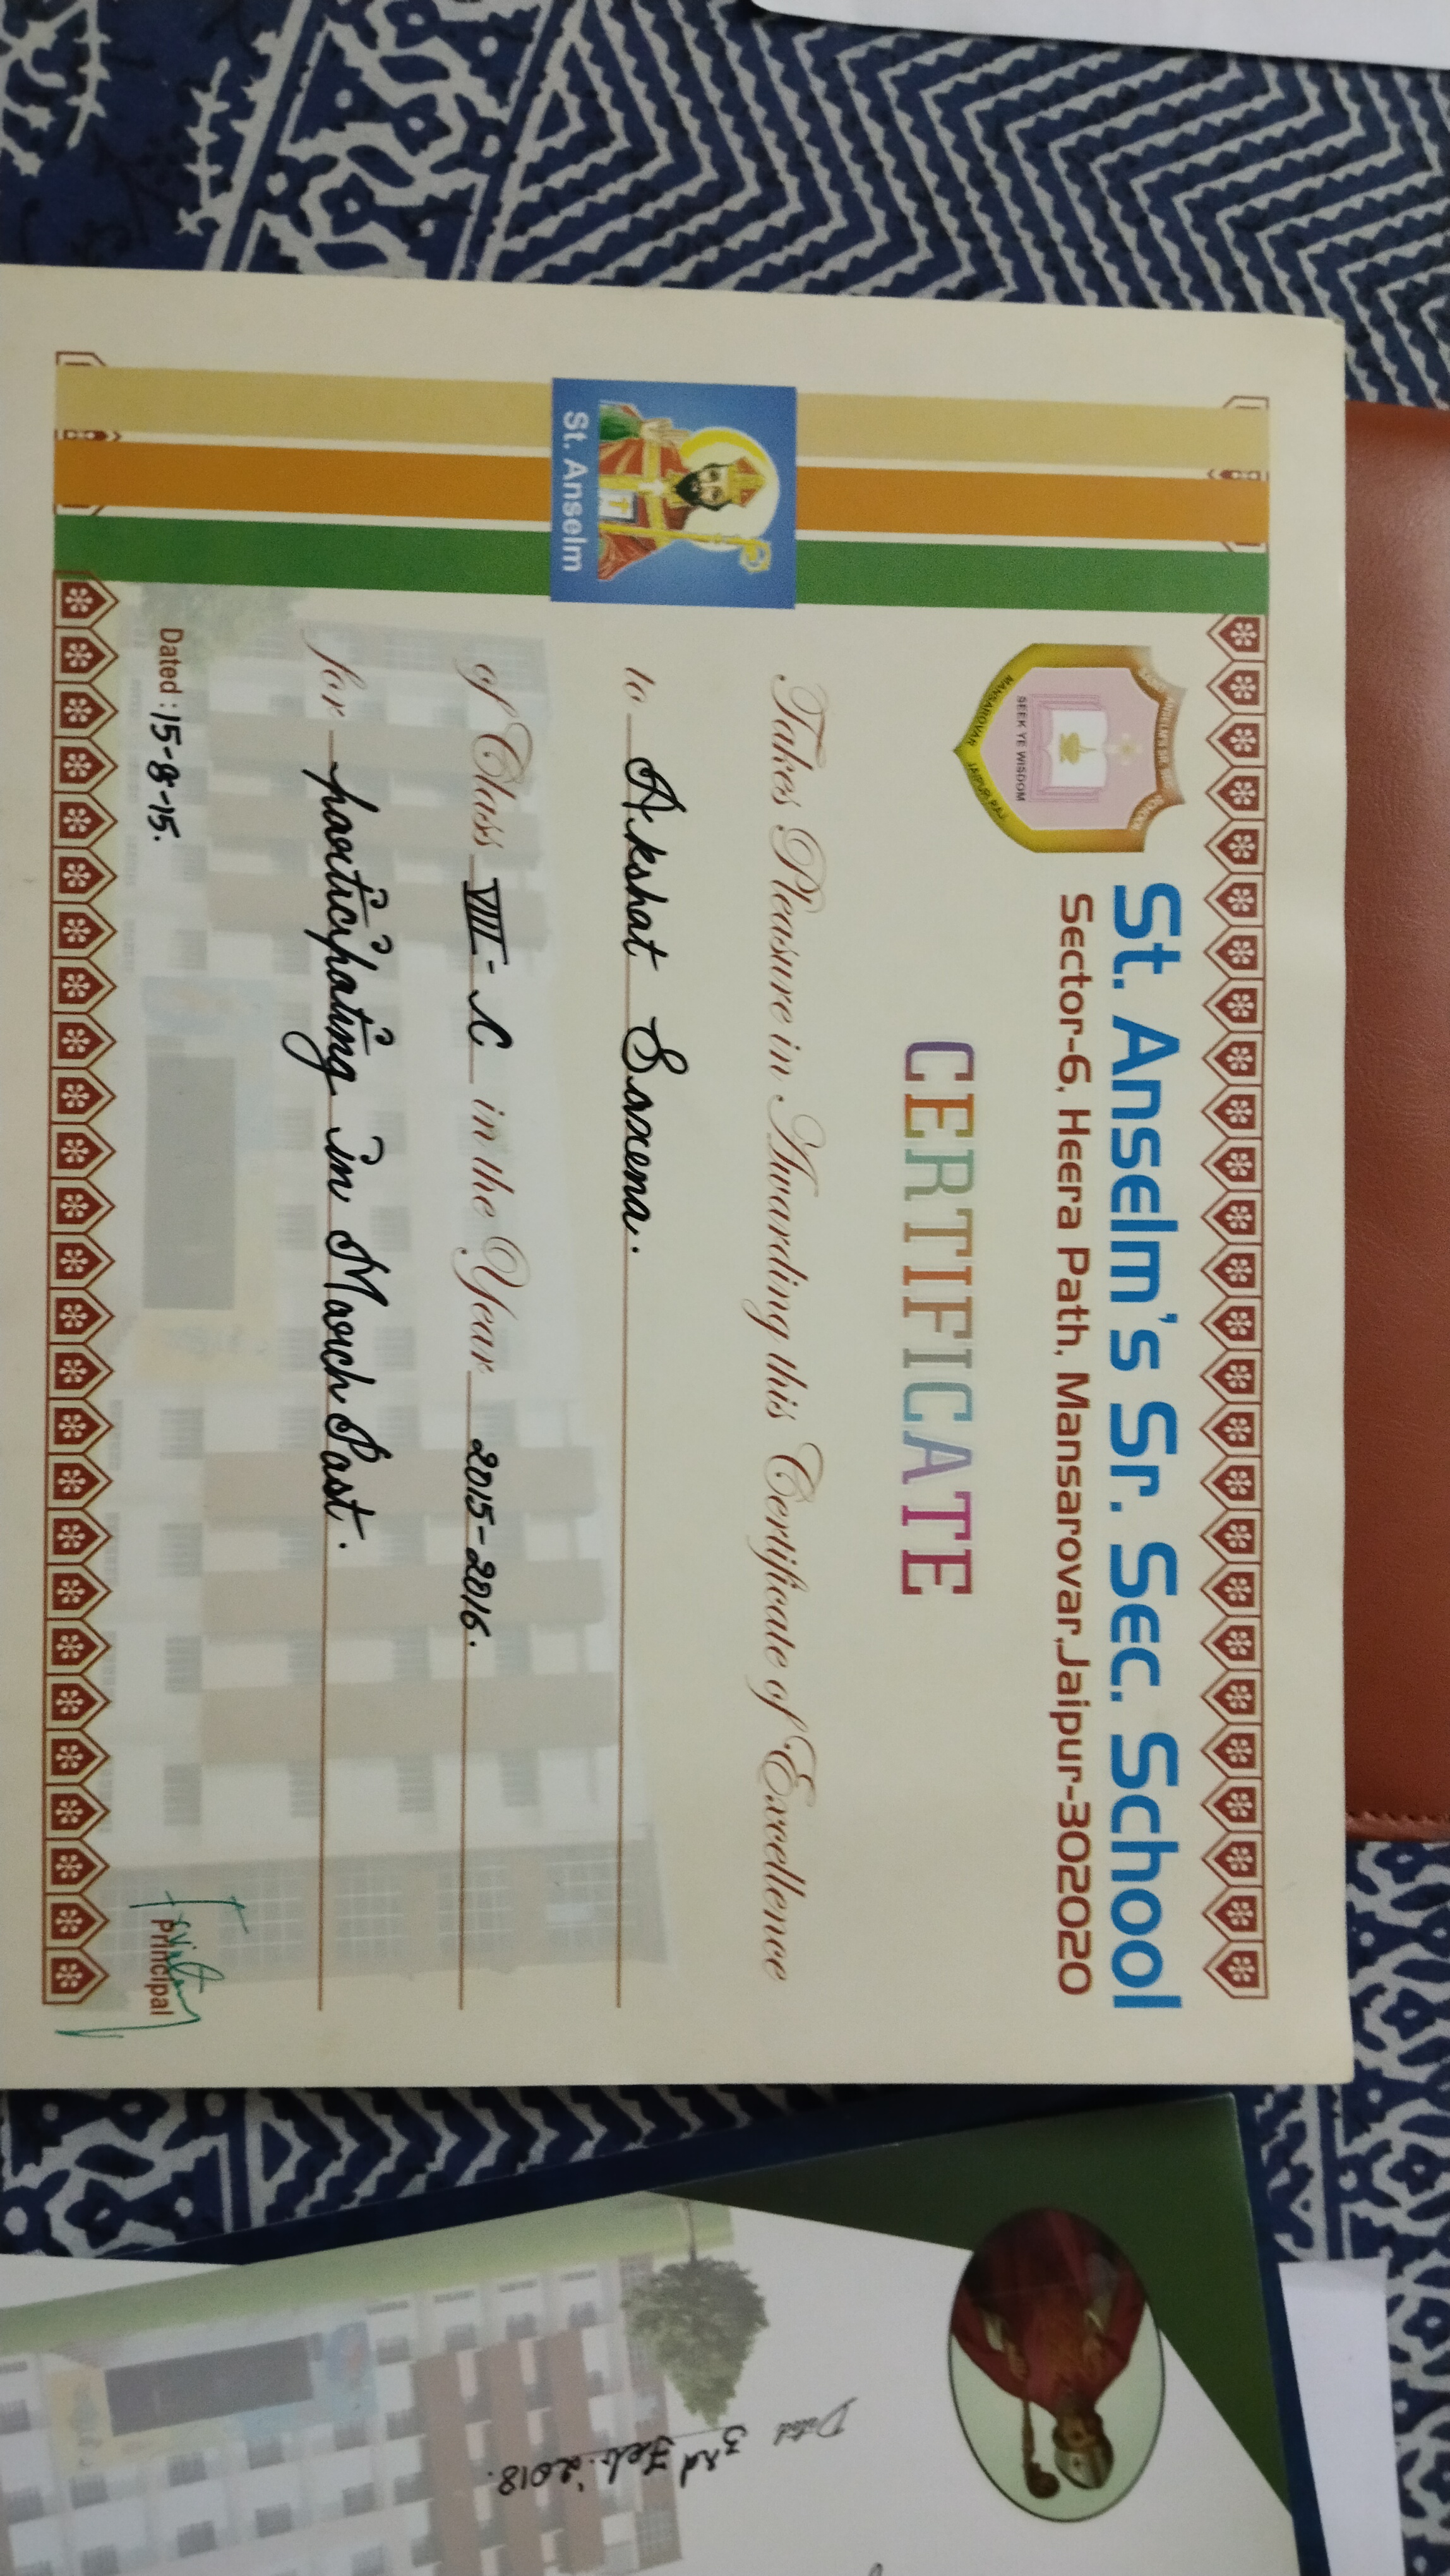 SAINT ANSELM'S SR. SEC. SCHOOL
SEEK YE WISDOM
MANSAROVAR JAIPUR RAJ.
St. Anselm's Sr. Sec. School
Sector-6, Heera Path, Mansarovar,Jaipur-302020
CERTIFICATE
Takes Pleasure in Awarding this Certificate of Excellence
to Akshat Saxena.
St. Anselm
of Class VIII-C in the Year 2015-2016.
for participating in March Past.
Dated : 15-8-15.
Principal
Dated 3rd Feb.'2018.